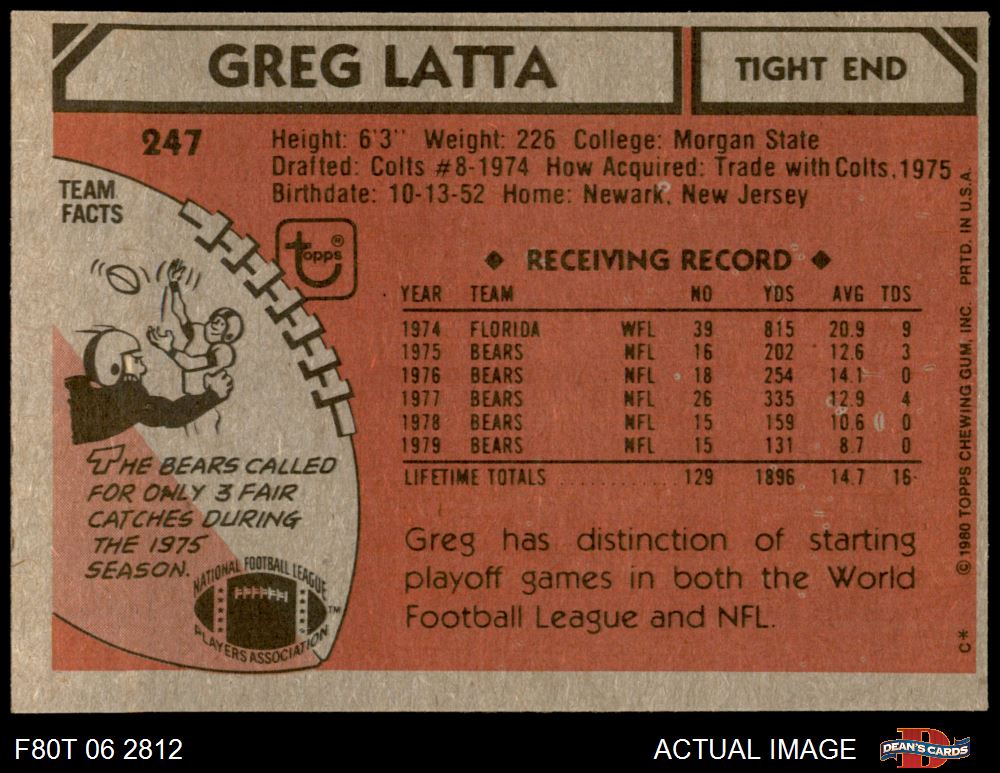 GREG LATTA
TIGHT END
247
Height: 6'3" Weight: 226 College: Morgan State
Drafted: Colts #8-1974 How Acquired: Trade with Colts, 1975
Birthdate: 10-13-52 Home: Newark, New Jersey
TEAM
FACTS
topps®
◆ RECEIVING RECORD ◆
YEAR TEAM NO YDS AVG TDS
1974 FLORIDA WFL 39 815 20.9 9
1975 BEARS NFL 16 202 12.6 3
1976 BEARS NFL 18 254 14.1 0
1977 BEARS NFL 26 335 12.9 4
1978 BEARS NFL 15 159 10.6 0
1979 BEARS NFL 15 131 8.7 0
LIFETIME TOTALS .......... 129 1896 14.7 16
THE BEARS CALLED
FOR ONLY 3 FAIR
CATCHES DURING
THE 1975
SEASON.
NATIONAL FOOTBALL LEAGUE
PLAYERS ASSOCIATION
™
Greg has distinction of starting
playoff games in both the World
Football League and NFL.
C* ©1980 TOPPS CHEWING GUM, INC. PRTD. IN U.S.A.
F80T 06 2812
ACTUAL IMAGE
DEAN'S CARDS